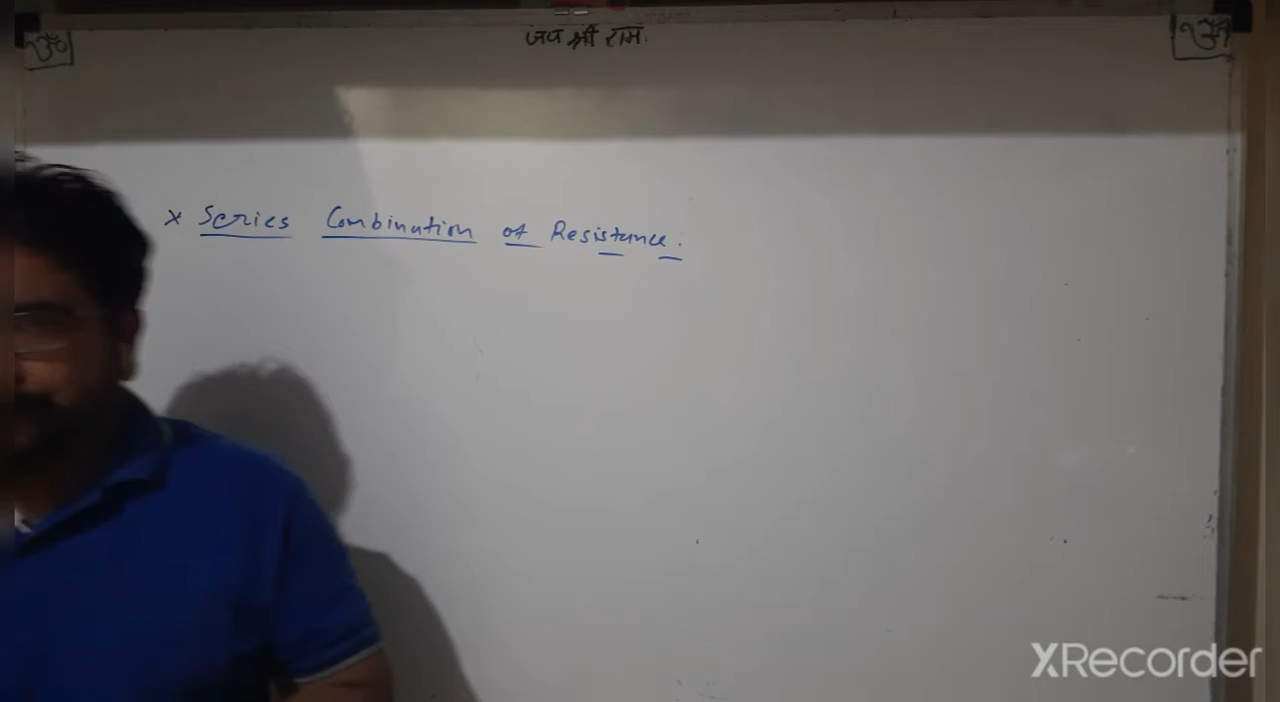 ॐ
जय श्री राम
ॐ
× Series Combination of Resistance.
XRecorder